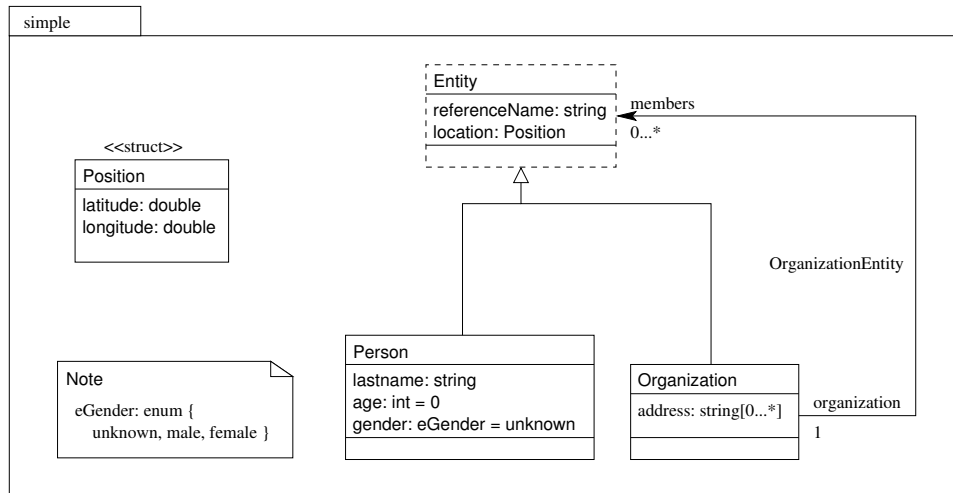 simple
Entity
referenceName: string
location: Position
members
0...*
<<struct>>
Position
latitude: double
longitude: double
OrganizationEntity
Person
lastname: string
age: int = 0
gender: eGender = unknown
Organization
address: string[0...*]
organization
1
Note
eGender: enum {
unknown, male, female }